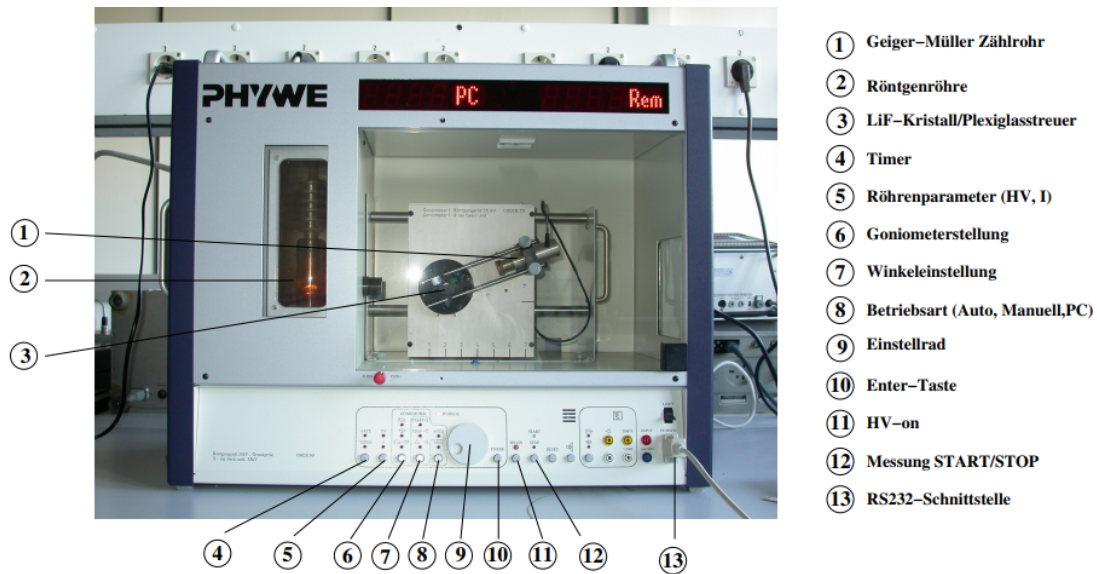 PHYWE
PC
Rem
1 Geiger−Müller Zählrohr
2 Röntgenröhre
3 LiF−Kristall/Plexiglasstreuer
4 Timer
5 Röhrenparameter (HV, I)
6 Goniometerstellung
7 Winkeleinstellung
8 Betriebsart (Auto, Manuell,PC)
9 Einstellrad
10 Enter−Taste
11 HV−on
12 Messung START/STOP
13 RS232−Schnittstelle
1
2
3
START
ENTER
4
5
6
7
8
9
10
11
12
13